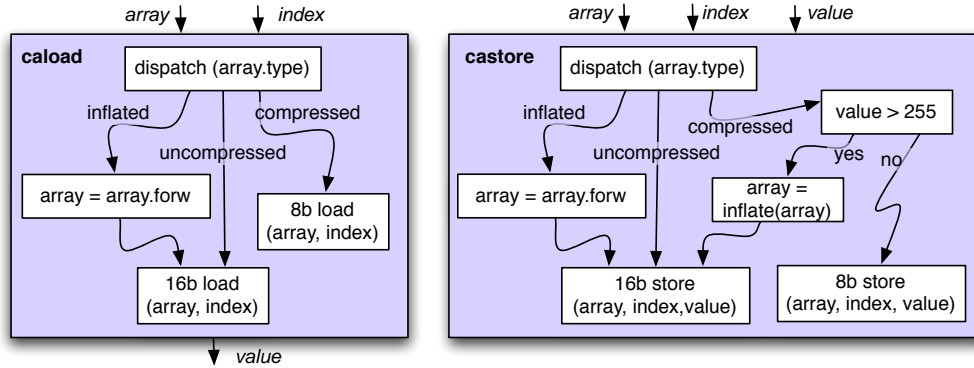 array
index
caload
dispatch (array.type)
inflated
compressed
uncompressed
array = array.forw
8b load
(array, index)
16b load
(array, index)
value
array
index
value
castore
dispatch (array.type)
value > 255
inflated
compressed
uncompressed
yes
no
array = array.forw
array =
inflate(array)
16b store
(array, index,value)
8b store
(array, index, value)